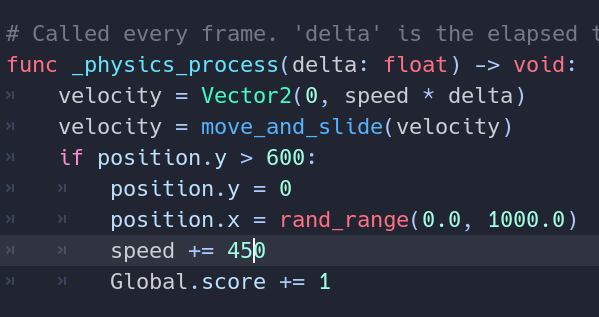 # Called every frame. 'delta' is the elapsed
func _physics_process(delta: float) -> void:
velocity = Vector2(0, speed * delta)
velocity = move_and_slide(velocity)
if position.y > 600:
position.y = 0
position.x = rand_range(0.0, 1000.0)
speed += 450
Global.score += 1